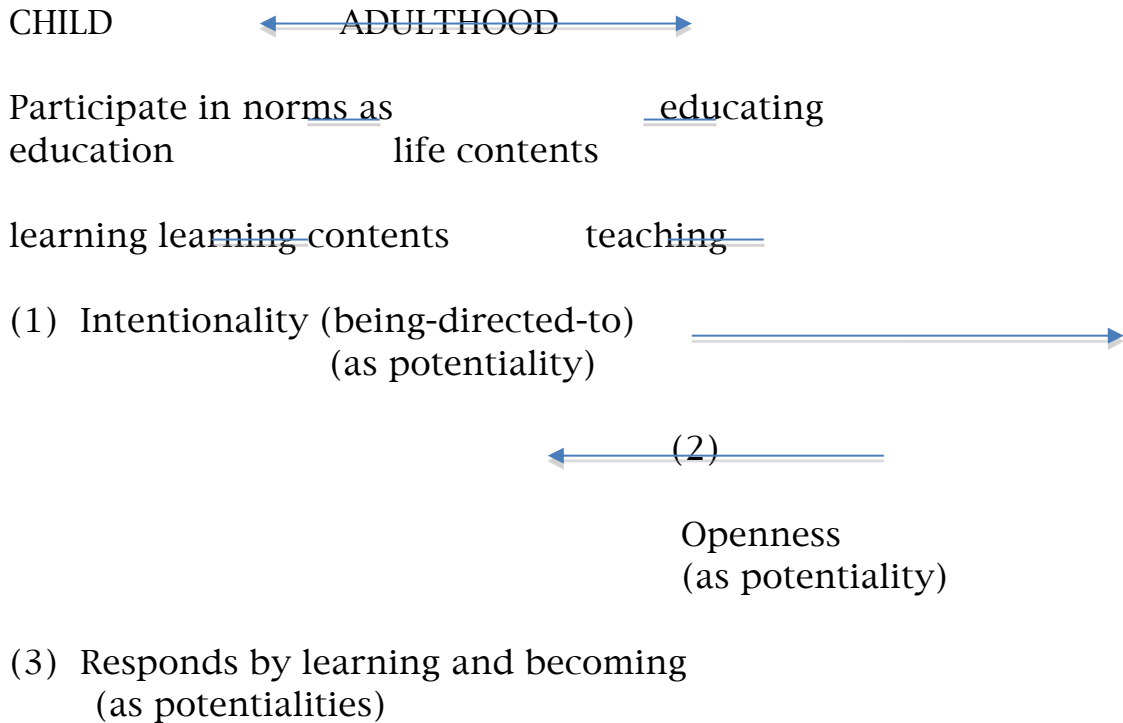 CHILD ADULTHOOD
Participate in norms as educating
education life contents
learning learning contents teaching
(1) Intentionality (being-directed-to)
(as potentiality)
(2)
Openness
(as potentiality)
(3) Responds by learning and becoming
(as potentialities)